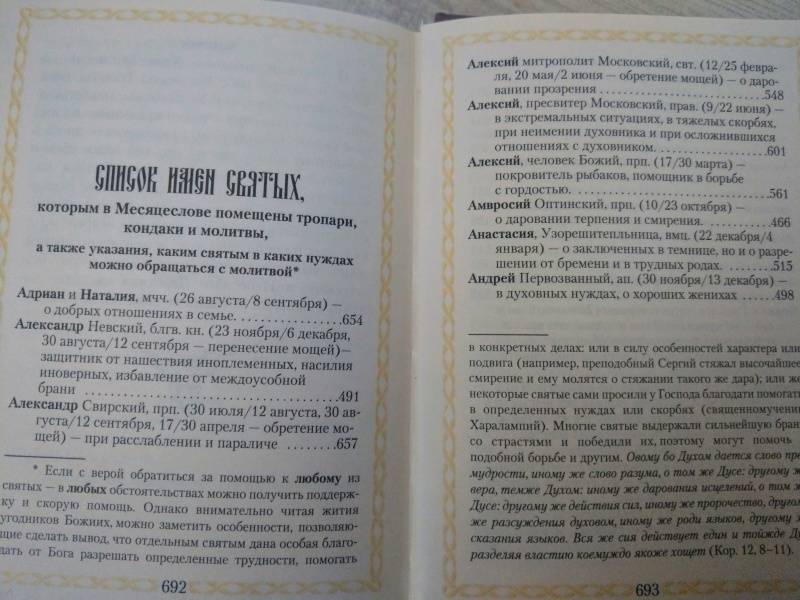 СПИСОК ИМЕН СВЯТЫХ,
которым в Месяцеслове помещены тропари,
кондаки и молитвы,
а также указания, каким святым в каких нуждах
можно обращаться с молитвой*
Адриан и Наталия, мчч. (26 августа/8 сентября) —
о добрых отношениях в семье. . . . . . . . . . . . . . .654
Александр Невский, блгв. кн. (23 ноября/6 декабря,
30 августа/12 сентября — перенесение мощей)—
защитник от нашествия иноплеменных, насилия
иноверных, избавление от междоусобной
брани . . . . . . . . . . . . . . . . . . . . . . . . . . . . . . .491
Александр Свирский, прп. (30 июля/12 августа, 30 ав-
густа/12 сентября, 17/30 апреля — обретение мо-
щей) — при расслаблении и параличе . . . . . . .657
* Если с верой обратиться за помощью к любому из
святых — в любых обстоятельствах можно получить поддерж-
ку и скорую помощь. Однако внимательно читая жития
угодников Божиих, можно заметить особенности, позволяю-
щие сделать вывод, что отдельным святым дана особая благо-
дать от Бога разрешать определенные трудности, помогать
692
Алексий митрополит Московский, свт. (12/25 февра-
ля, 20 мая/2 июня — обретение мощей) — о да-
ровании прозрения . . . . . . . . . . . . . . . . . . . . .548
Алексий, пресвитер Московский, прав. (9/22 июня) —
в экстремальных ситуациях, в тяжелых скорбях,
при неимении духовника и при осложнившихся
отношениях с духовником. . . . . . . . . . . . . . . .601
Алексий, человек Божий, прп. (17/30 марта) —
покровитель рыбаков, помощник в борьбе
с гордостью. . . . . . . . . . . . . . . . . . . . . . . . . . .561
Амвросий Оптинский, прп. (10/23 октября) —
о даровании терпения и смирения. . . . . . . . . .466
Анастасия, Узорешительница, вмц. (22 декабря/4
января) — о заключенных в темнице, но и о разре-
шении от бремени и в трудных родах. . . . . . .515
Андрей Первозванный, ап. (30 ноября/13 декабря) —
в духовных нуждах, о хороших женихах . . . . .498
в конкретных делах: или в силу особенностей характера или
подвига (например, преподобный Сергий стяжал высочайшее
смирение и ему молятся о стяжании такого же дара); или же
некоторые святые сами просили у Господа благодати помогать
в определенных нуждах или скорбях (священномученик
Харалампий). Многие святые выдержали сильнейшую брань
со страстями и победили их, поэтому могут помочь в
подобной борьбе и другим. Овому бо Духом дается слово пре-
мудрости, иному же слово разума, о том же Дусе: другому же
вера, темже Духом: иному же дарования исцелений, о том же
Дусе: другому же действия сил, иному же пророчество, другому
же разсуждения духовом, иному же роди языков, другому же
сказания языков. Вся же сия действует един и тойжде Дух,
разделяя властию коемуждо якоже хощет (Кор. 12, 8–11).
693